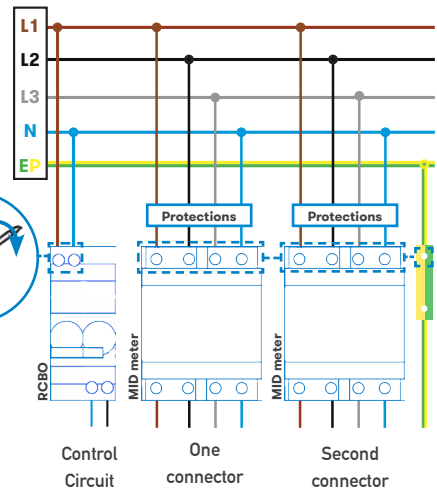 L1
L2
L3
N
EP
Protections
Protections
RCBO
MID meter
MID meter
Control
Circuit
One
connector
Second
connector